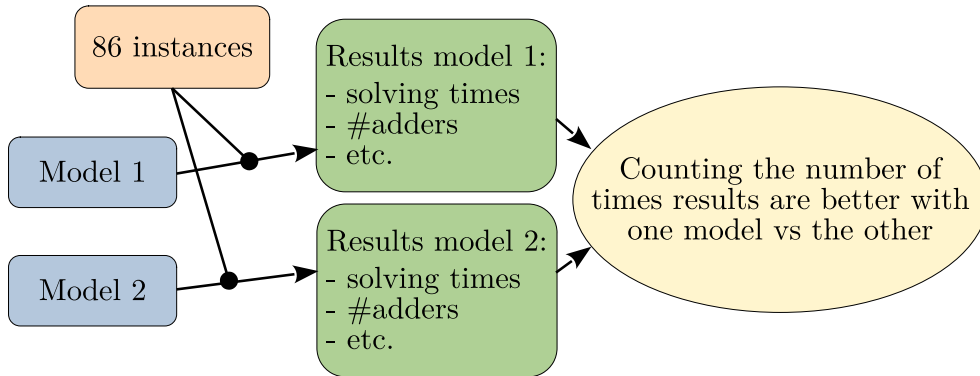 86 instances
Model 1
Model 2
Results model 1:
- solving times
- #adders
- etc.
Results model 2:
- solving times
- #adders
- etc.
Counting the number of
times results are better with
one model vs the other